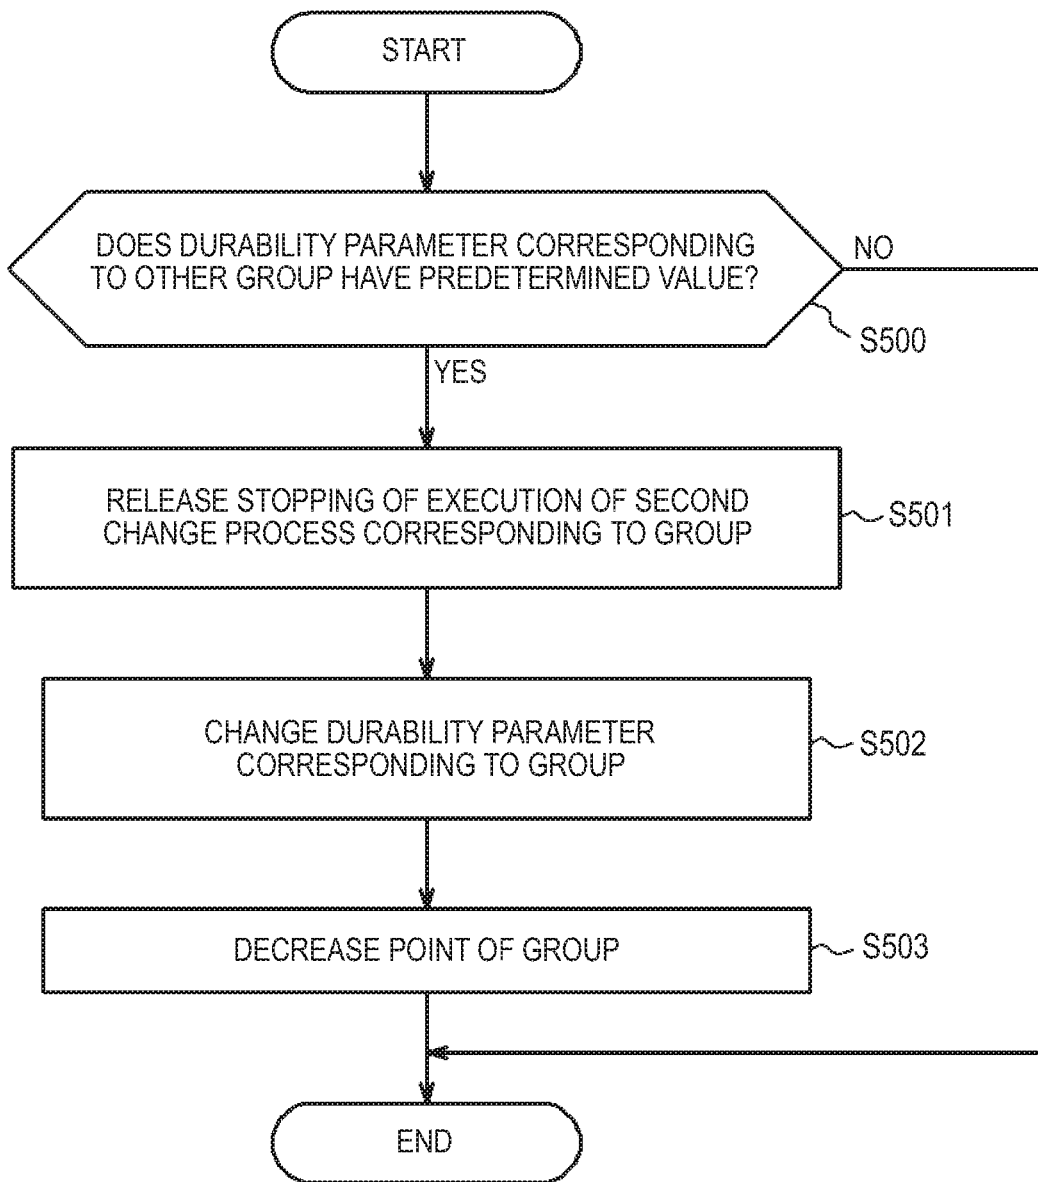 START
DOES DURABILITY PARAMETER CORRESPONDING
TO OTHER GROUP HAVE PREDETERMINED VALUE?
NO
S500
YES
RELEASE STOPPING OF EXECUTION OF SECOND
CHANGE PROCESS CORRESPONDING TO GROUP
S501
CHANGE DURABILITY PARAMETER
CORRESPONDING TO GROUP
S502
DECREASE POINT OF GROUP
S503
END